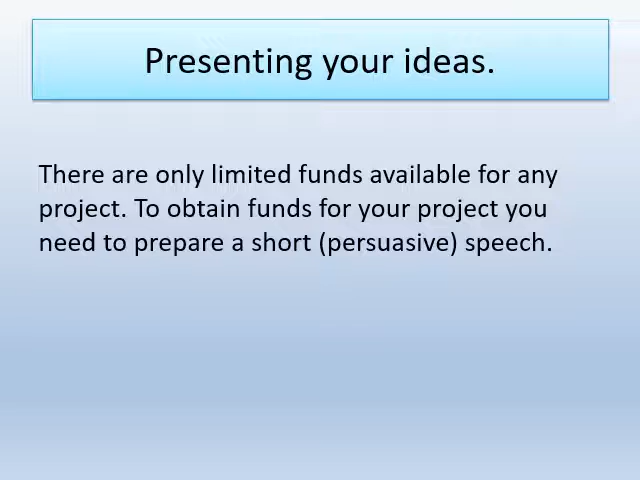 Presenting your ideas.
There are only limited funds available for any
project. To obtain funds for your project you
need to prepare a short (persuasive) speech.